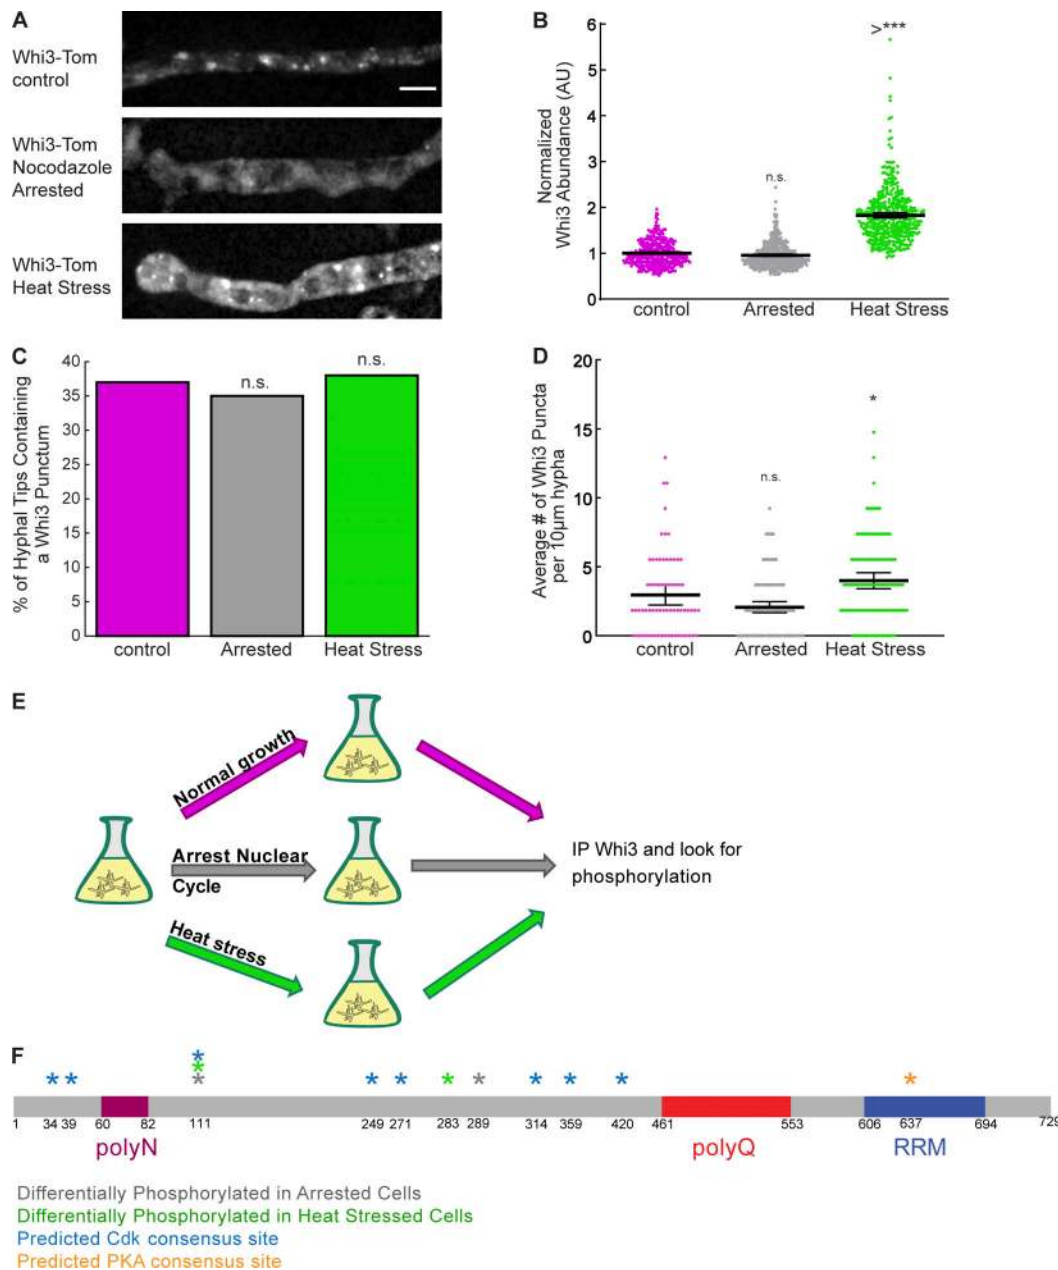 A
Whi3-Tom
control
Whi3-Tom
Nocodazole
Arrested
Whi3-Tom
Heat Stress
B
Normalized
Whi3 Abundance (AU)
6
5
4
3
2
1
0
n.s.
>***
control
Arrested
Heat Stress
C
% of Hyphal Tips Containing
a Whi3 Punctum
40
35
30
25
20
15
10
5
0
n.s.
n.s.
control
Arrested
Heat Stress
D
Average # of Whi3 Puncta
per 10µm hypha
20
15
10
5
0
n.s.
*
control
Arrested
Heat Stress
E
Normal growth
Arrest Nuclear
Cycle
Heat stress
IP Whi3 and look for
phosphorylation
F
*
*
* * * * * * * * * * *
1 34 39 60 82 111 249 271 283 289 314 359 420 461 553 606 637 694 729
polyN polyQ RRM
Differentially Phosphorylated in Arrested Cells
Differentially Phosphorylated in Heat Stressed Cells
Predicted Cdk consensus site
Predicted PKA consensus site